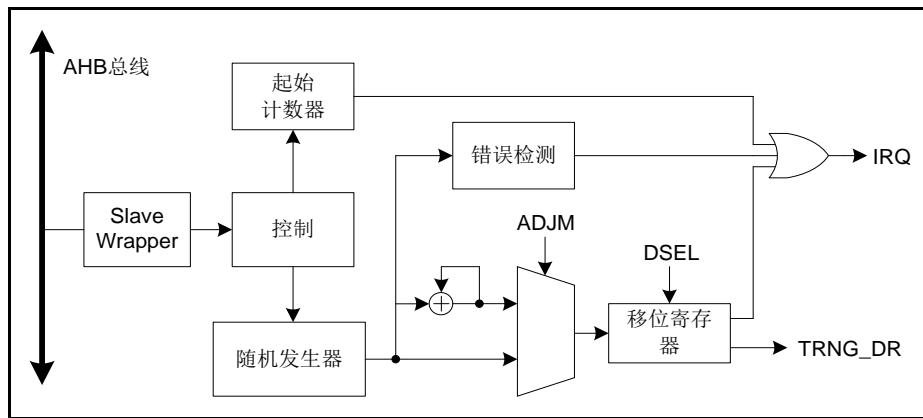 AHB总线
起始
计数器
错误检测
IRQ
Slave
Wrapper
控制
ADJM
DSEL
移位寄存
器
随机发生器
TRNG_DR